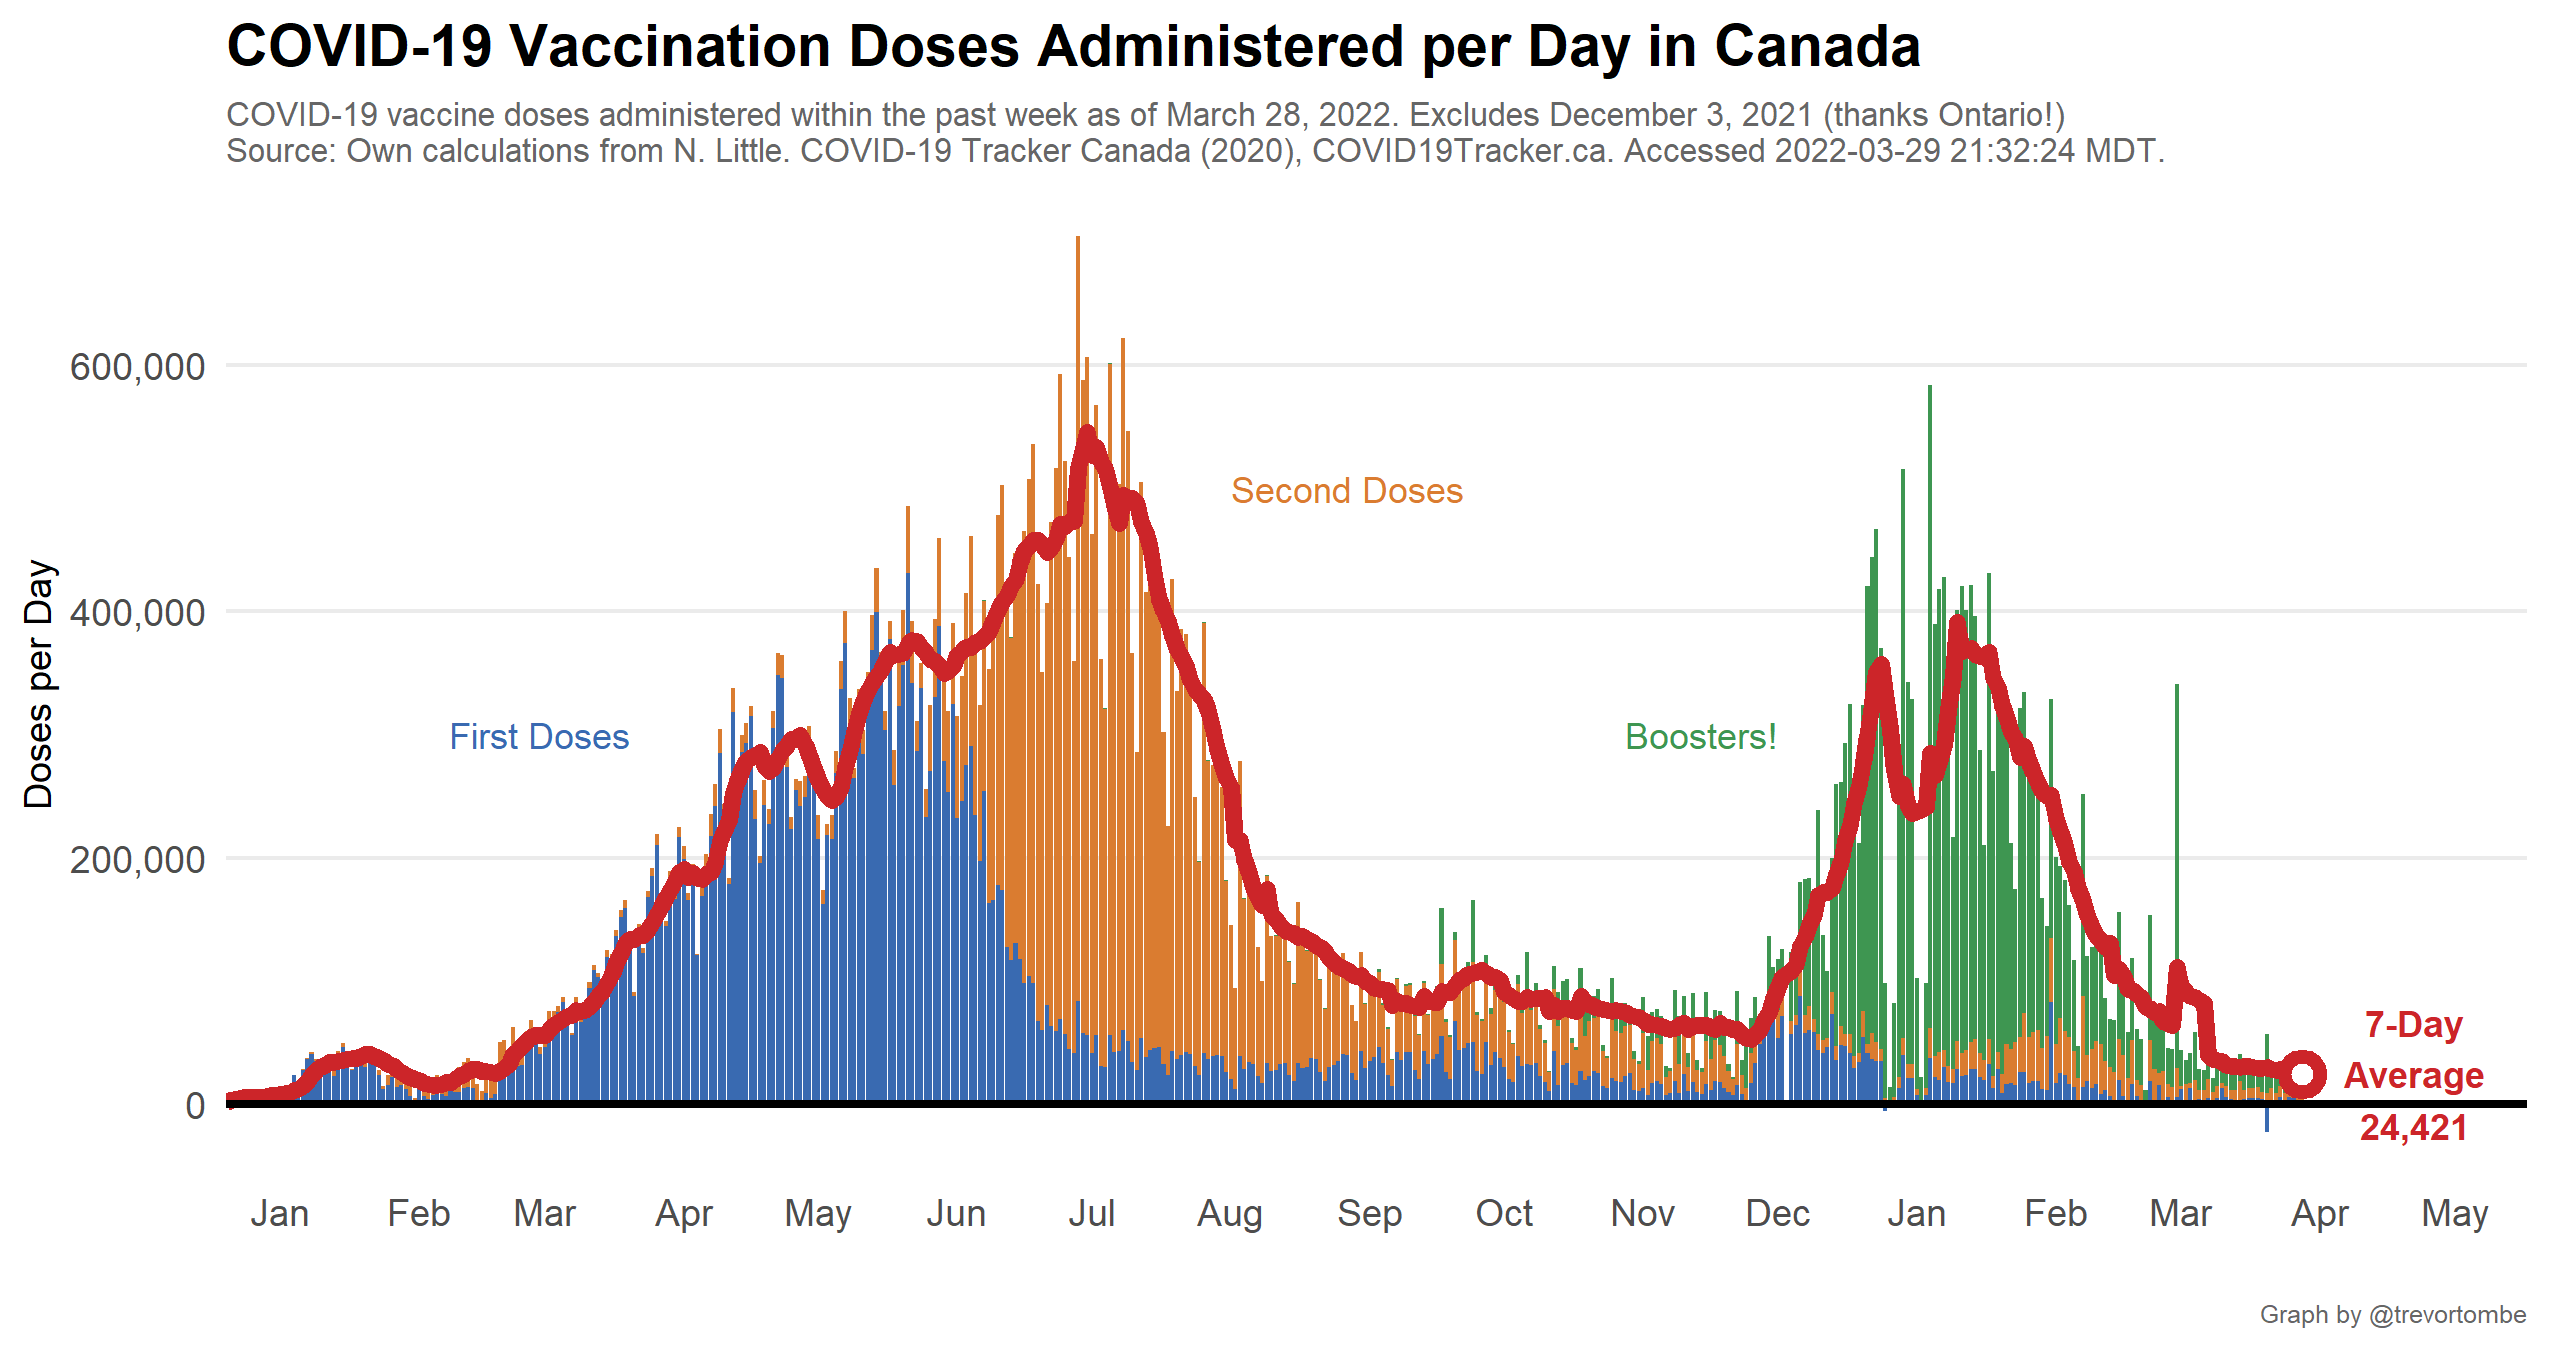 COVID-19 Vaccination Doses Administered per Day in Canada
COVID-19 vaccine doses administered within the past week as of March 28, 2022. Excludes December 3, 2021 (thanks Ontario!)
Source: Own calculations from N. Little. COVID-19 Tracker Canada (2020), COVID19Tracker.ca. Accessed 2022-03-29 21:32:24 MDT.
Doses per Day
600,000
400,000
200,000
0
First Doses
Second Doses
Boosters!
7-Day
Average
24,421
Jan Feb Mar Apr May Jun Jul Aug Sep Oct Nov Dec Jan Feb Mar Apr May
Graph by @trevortombe